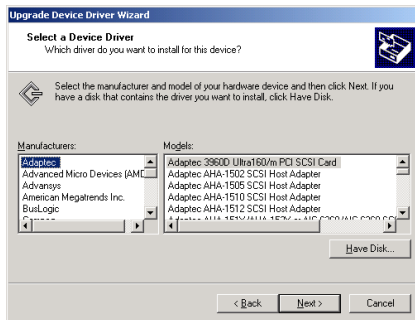 Upgrade Device Driver Wizard
Select a Device Driver
Which driver do you want to install for this device?
Select the manufacturer and model of your hardware device and then click Next. If you
have a disk that contains the driver you want to install, click Have Disk.
Manufacturers:
Adaptec
Advanced Micro Devices (AMD
Advansys
American Megatrends Inc.
BusLogic
Models:
Adaptec 3960D Ultra160/m PCI SCSI Card
Adaptec AHA-1502 SCSI Host Adapter
Adaptec AHA-1505 SCSI Host Adapter
Adaptec AHA-1510 SCSI Host Adapter
Adaptec AHA-1512 SCSI Host Adapter
Have Disk...
< Back
Next >
Cancel